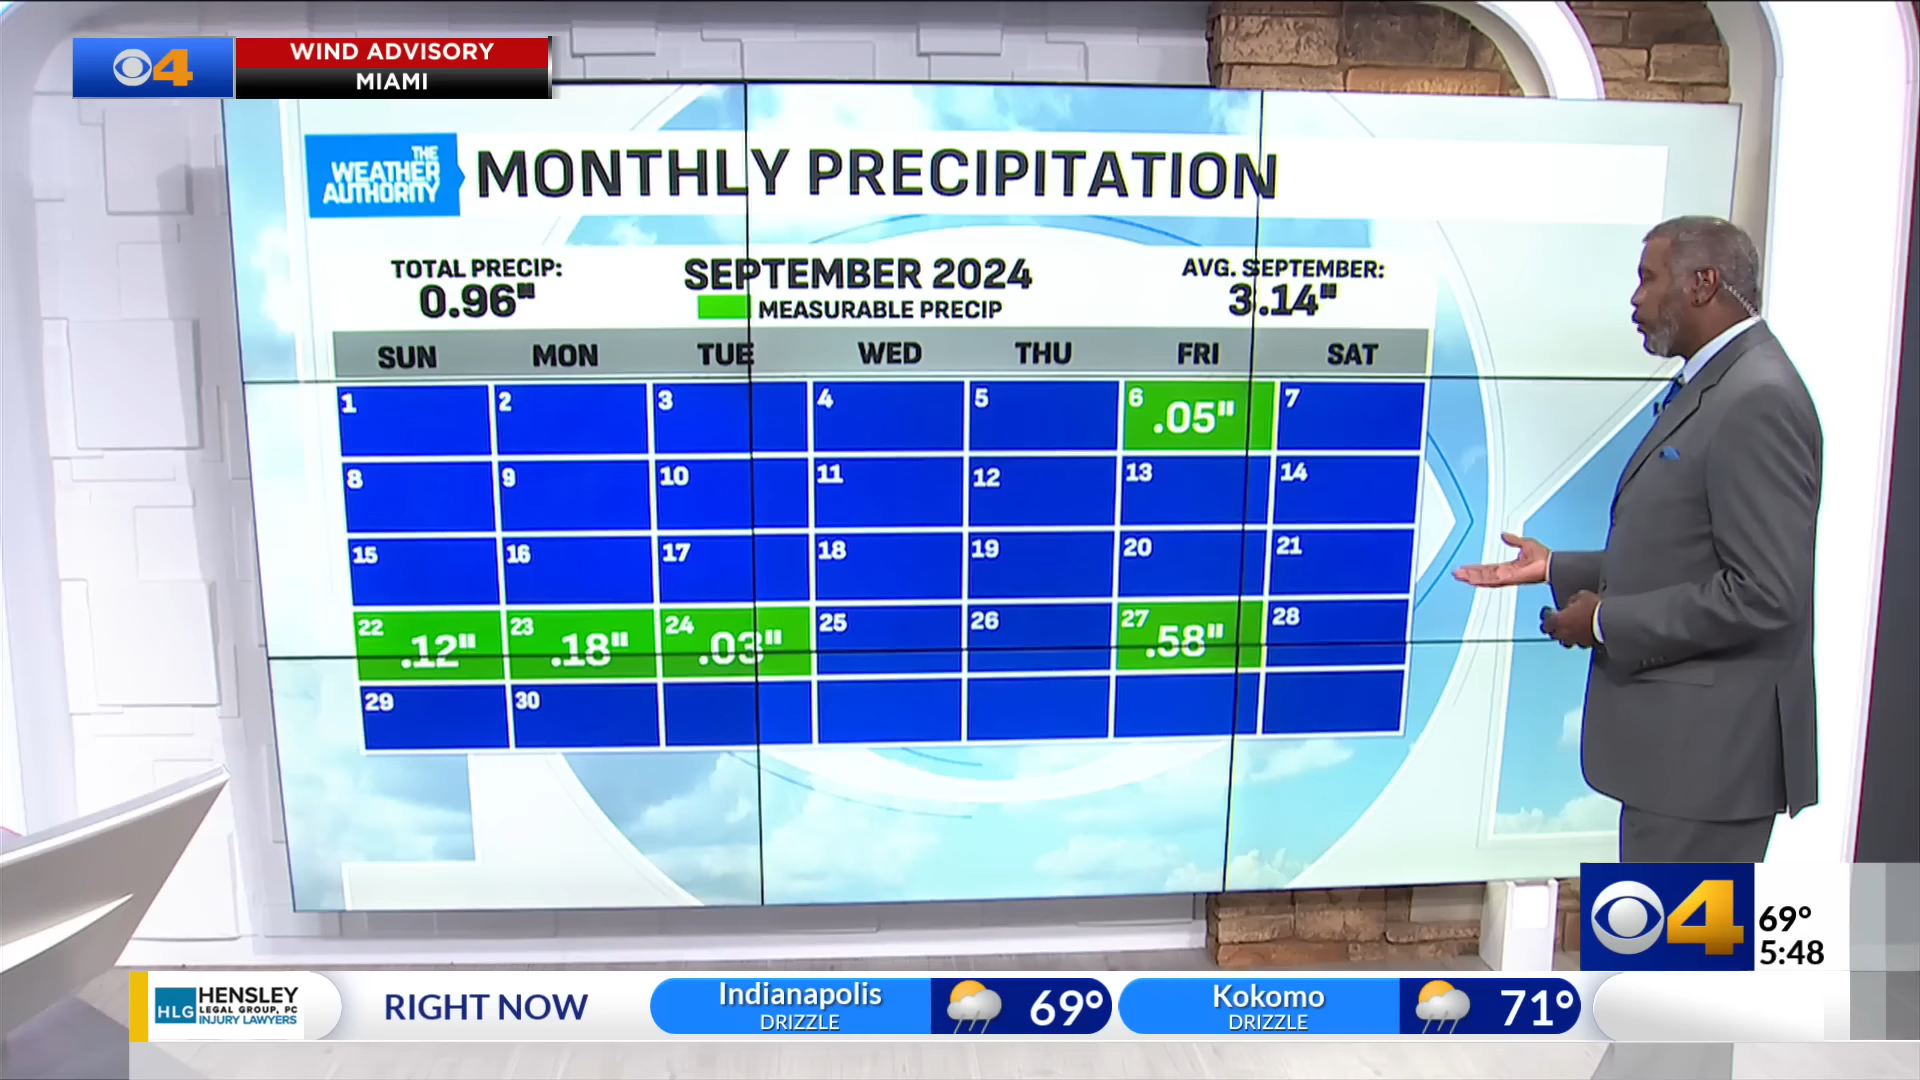 4
WIND ADVISORY
MIAMI
THE
WEATHER
AUTHORITY
MONTHLY PRECIPITATION
TOTAL PRECIP:
0.96"
SEPTEMBER 2024
MEASURABLE PRECIP
AVG. SEPTEMBER:
3.14"
SUN MON TUE WED THU FRI SAT
1 2 3 4 5 6 .05" 7
8 9 10 11 12 13 14
15 16 17 18 19 20 21
22 .12" 23 .18" 24 .03" 25 26 27 .58" 28
29 30
4
69°
5:48
HLG
HENSLEY
LEGAL GROUP, PC
INJURY LAWYERS
RIGHT NOW
Indianapolis
DRIZZLE
69°
Kokomo
DRIZZLE
71°